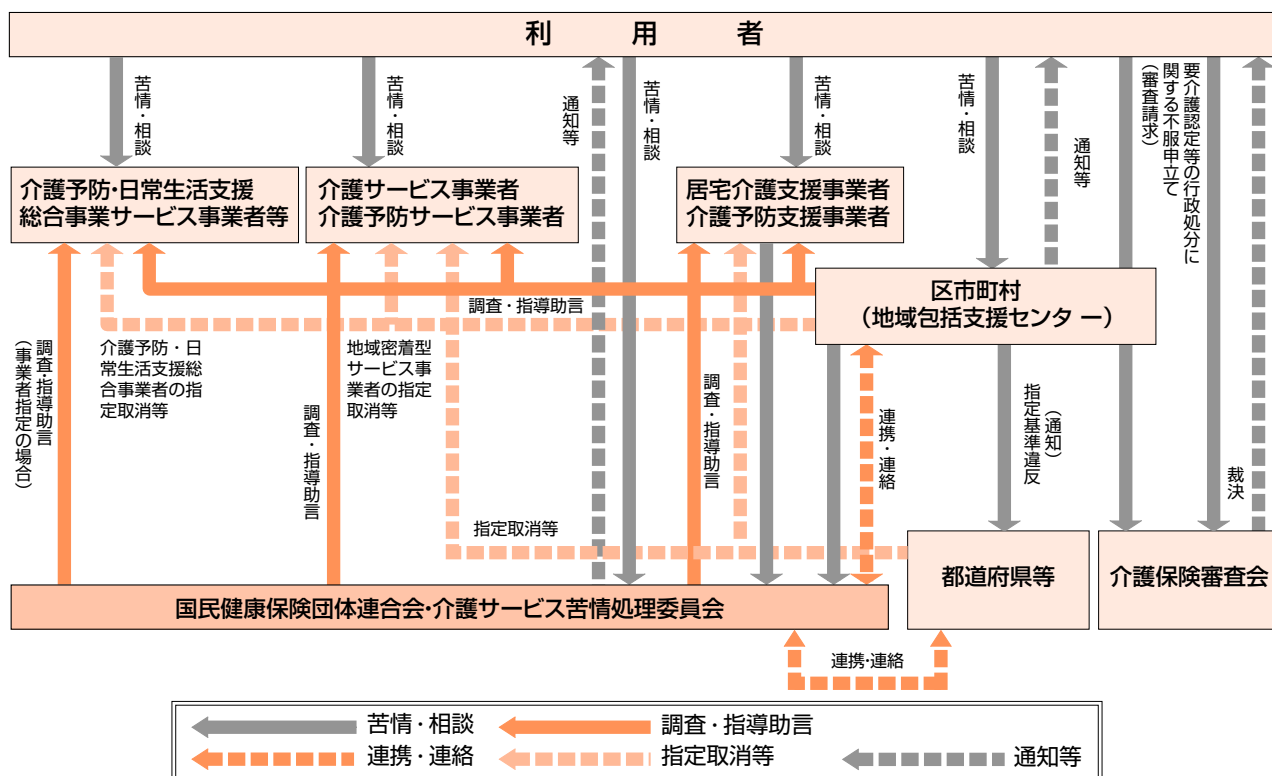 利用者
苦情・相談
苦情・相談
通知等
苦情・相談
苦情・相談
苦情・相談
通知等
要介護認定等の行政処分に
関する不服申立て
（審査請求）
介護予防・日常生活支援
総合事業サービス事業者等
介護サービス事業者
介護予防サービス事業者
居宅介護支援事業者
介護予防支援事業者
区市町村
（地域包括支援センター）
調査・指導助言
調査・指導助言
（事業者指定の場合）
介護予防・日
常生活支援総
合事業者の指
定取消等
地域密着型
サービス事
業者の指定
取消等
調査・指導助言
調査・指導助言
連携・連絡
（通知）
指定基準違反
裁決
指定取消等
国民健康保険団体連合会・介護サービス苦情処理委員会
都道府県等
介護保険審査会
連携・連絡
苦情・相談
調査・指導助言
連携・連絡
指定取消等
通知等